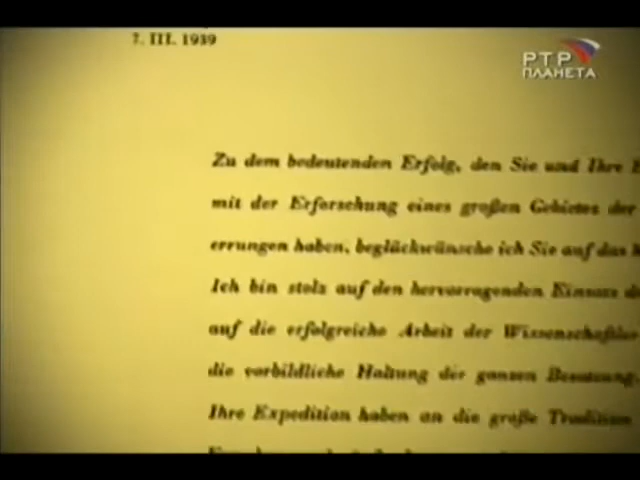 7. III. 1939
РТР
ПЛАНЕТА
Zu dem bedeutenden Erfolg, den Sie und Ihre
mit der Erforschung eines großen Gebietes der
errungen haben, beglückwünsche ich Sie auf das
Ich bin stolz auf den hervorragenden Einsatz
auf die erfolgreiche Arbeit der Wissenschaftler
die vorbildliche Haltung der ganzen Besatzung.
Ihre Expedition haben an die große Tradition